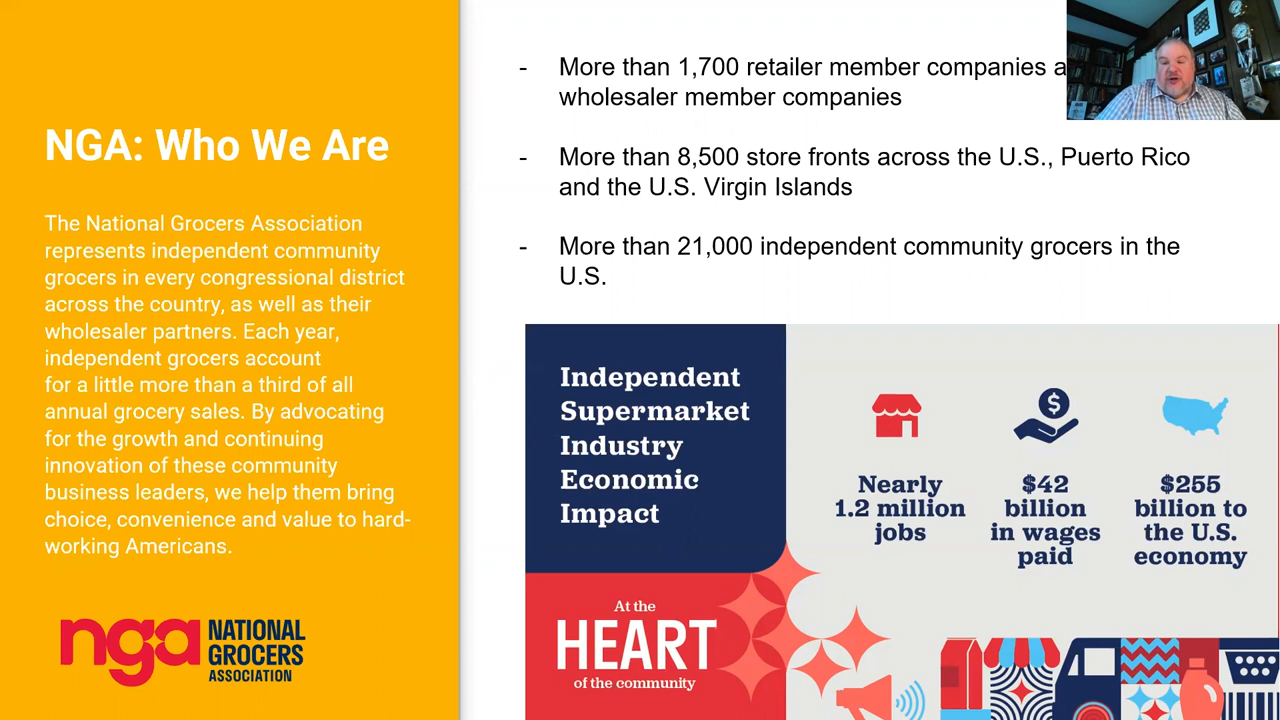 NGA: Who We Are
The National Grocers Association
represents independent community
grocers in every congressional district
across the country, as well as their
wholesaler partners. Each year,
independent grocers account
for a little more than a third of all
annual grocery sales. By advocating
for the growth and continuing
innovation of these community
business leaders, we help them bring
choice, convenience and value to hard-
working Americans.
nga NATIONAL
GROCERS
ASSOCIATION
- More than 1,700 retailer member companies a
wholesaler member companies
- More than 8,500 store fronts across the U.S., Puerto Rico
and the U.S. Virgin Islands
- More than 21,000 independent community grocers in the
U.S.
Independent
Supermarket
Industry
Economic
Impact
Nearly
1.2 million
jobs
$
$42
billion
in wages
paid
$255
billion to
the U.S.
economy
At the
HEART
of the community